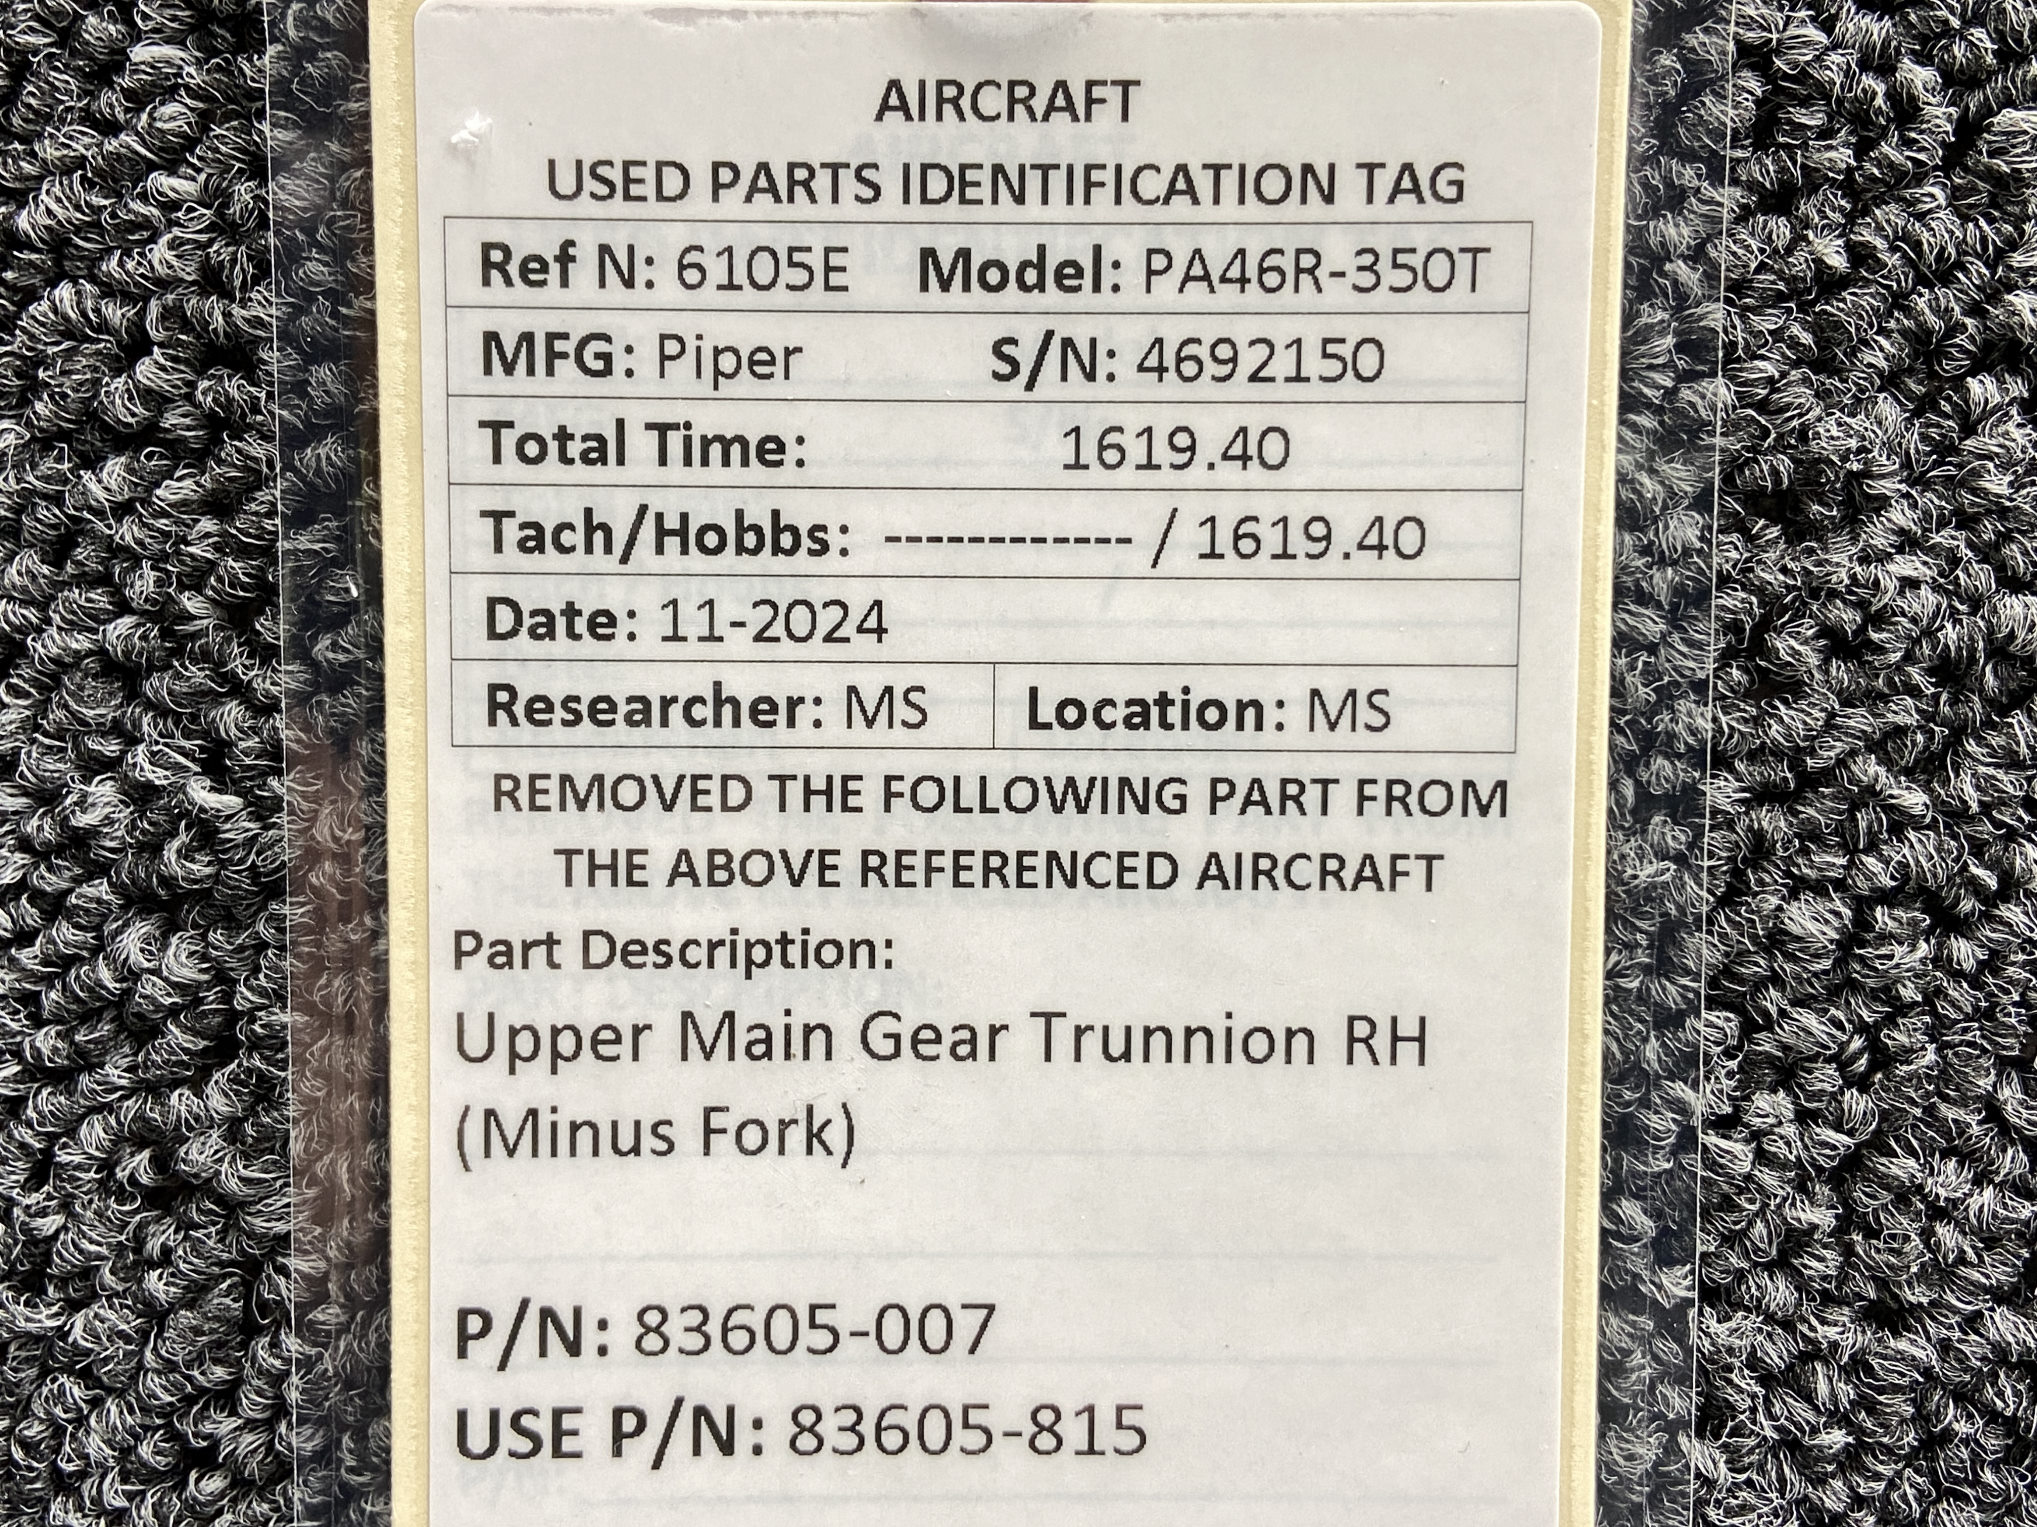 AIRCRAFT
USED PARTS IDENTIFICATION TAG
Ref N: 6105E Model: PA46R-350T
MFG: Piper S/N: 4692150
Total Time: 1619.40
Tach/Hobbs: ------------ / 1619.40
Date: 11-2024
Researcher: MS Location: MS
REMOVED THE FOLLOWING PART FROM
THE ABOVE REFERENCED AIRCRAFT
Part Description:
Upper Main Gear Trunnion RH
(Minus Fork)
P/N: 83605-007
USE P/N: 83605-815